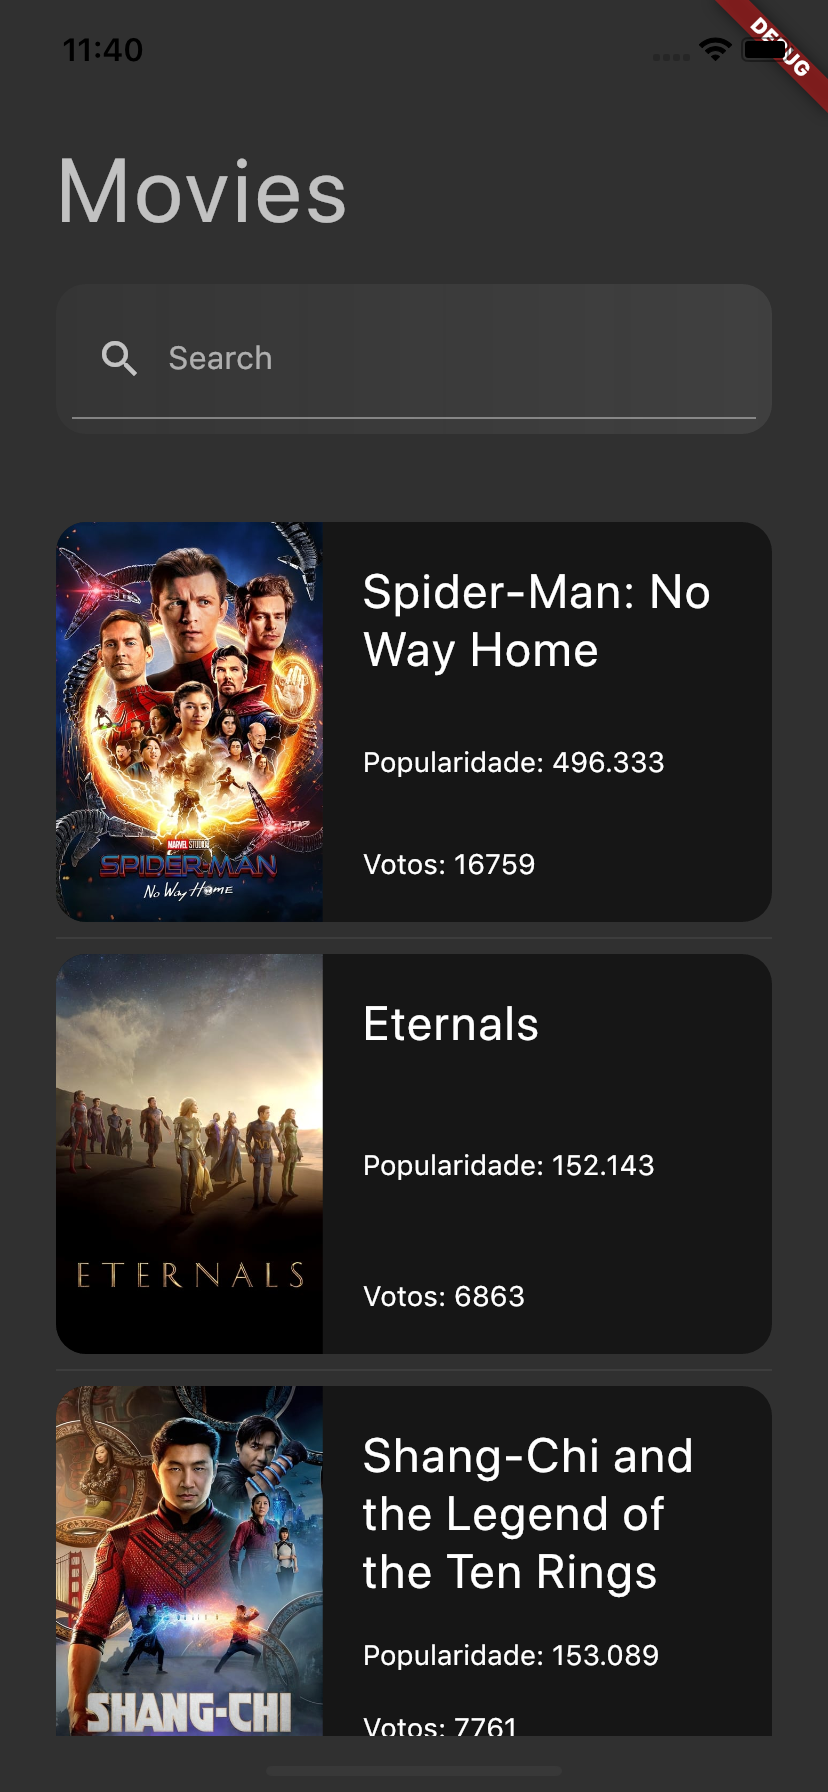 11:40
DEBUG
Movies
Search
Spider-Man: No
Way Home
Popularidade: 496.333
Votos: 16759
MARVEL STUDIOS
SPIDER-MAN
No Way Home
Eternals
Popularidade: 152.143
Votos: 6863
ETERNALS
Shang-Chi and
the Legend of
the Ten Rings
Popularidade: 153.089
Votos: 7761
SHANG-CHI